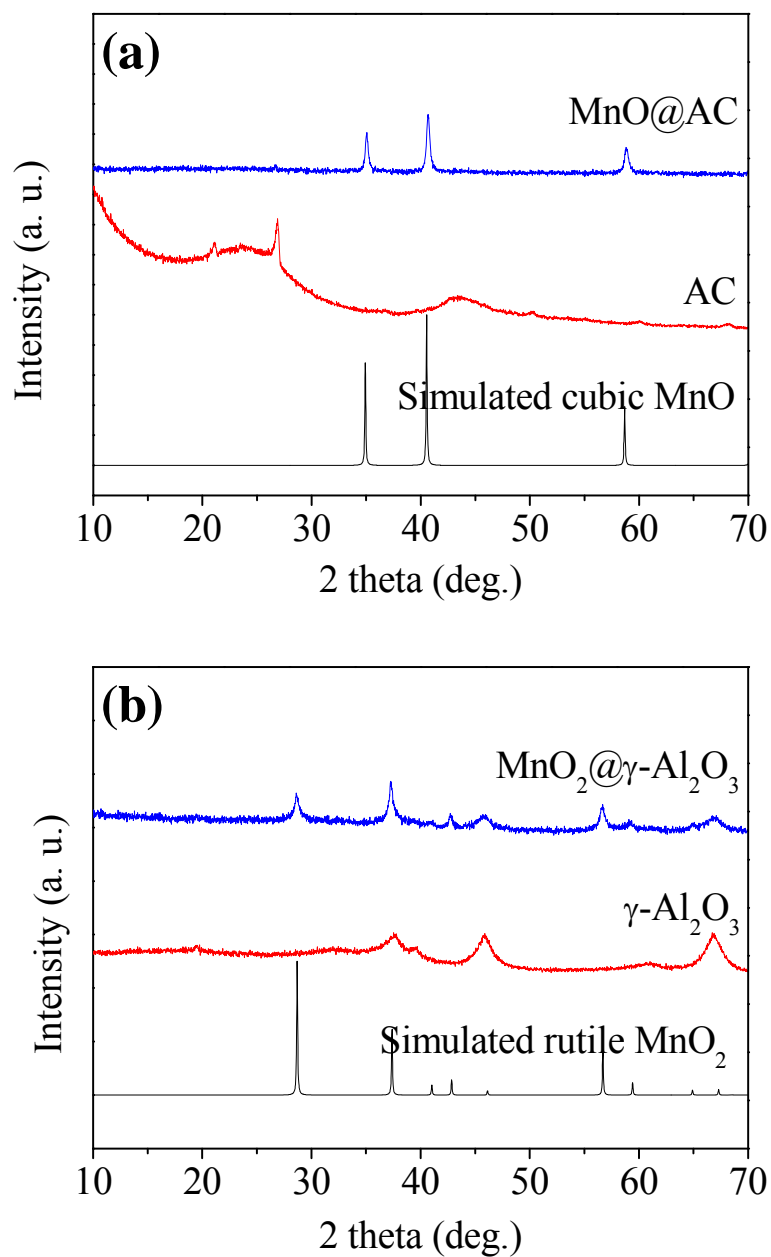 (a)
MnO@AC
AC
Simulated cubic MnO
Intensity (a. u.)
10 20 30 40 50 60 70
2 theta (deg.)
(b)
MnO₂@γ-Al₂O₃
γ-Al₂O₃
Simulated rutile MnO₂
Intensity (a. u.)
10 20 30 40 50 60 70
2 theta (deg.)